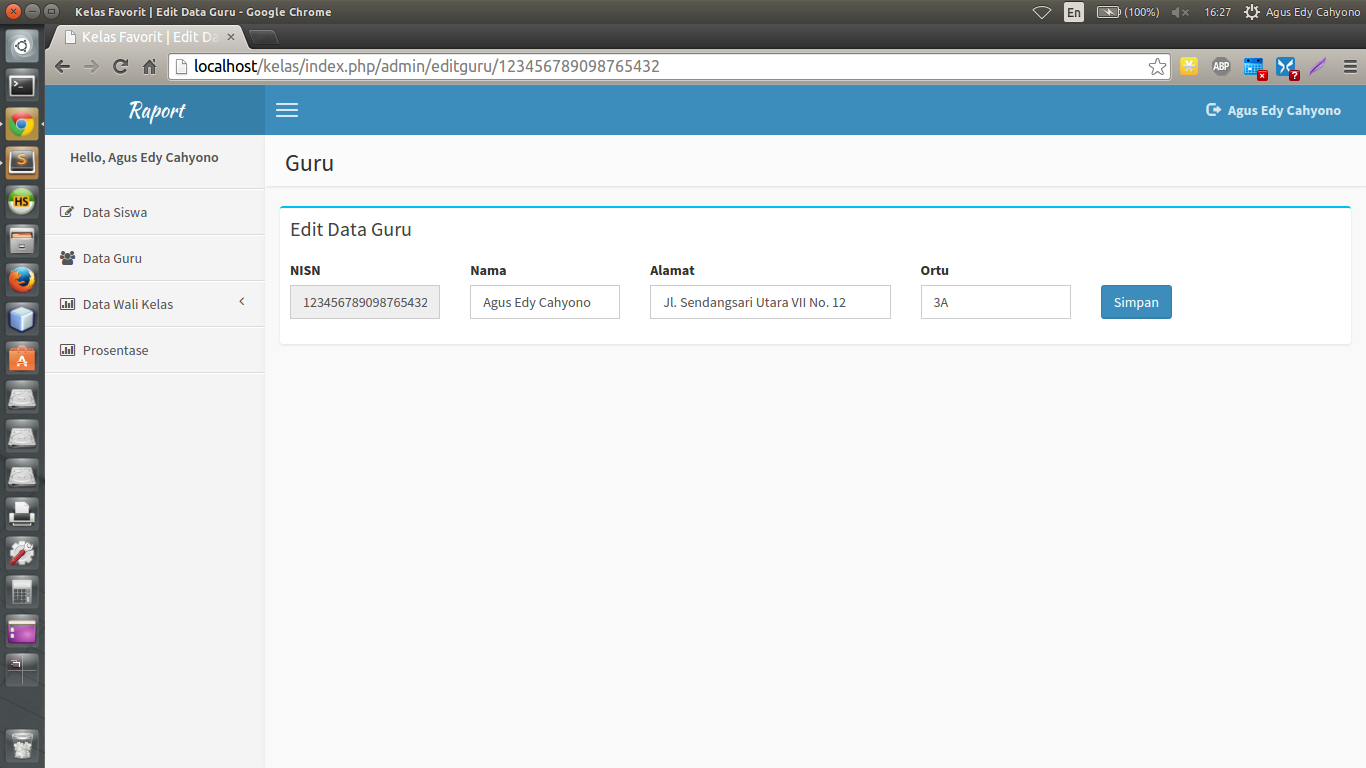 Kelas Favorit | Edit Data Guru - Google Chrome
En
(100%)
16:27
Agus Edy Cahyono
Kelas Favorit | Edit Da
localhost/kelas/index.php/admin/editguru/123456789098765432
ABP
Raport
Agus Edy Cahyono
Hello, Agus Edy Cahyono
Data Siswa
Data Guru
Data Wali Kelas
Prosentase
Guru
Edit Data Guru
NISN
Nama
Alamat
Ortu
123456789098765432
Agus Edy Cahyono
Jl. Sendangsari Utara VII No. 12
3A
Simpan
S
HS
A